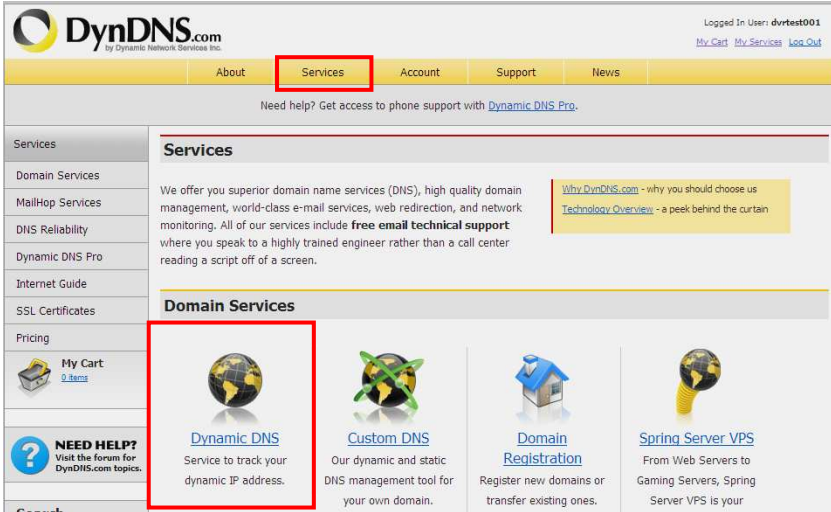 DynDNS.com
by Dynamic Network Services Inc.
Logged In User: dvrtest001
My Cart My Services Log Out
About Services Account Support News
Need help? Get access to phone support with Dynamic DNS Pro.
Services
Domain Services
MailHop Services
DNS Reliability
Dynamic DNS Pro
Internet Guide
SSL Certificates
Pricing
My Cart
0 items
NEED HELP?
Visit the forum for
DynDNS.com topics.
Search
Services
We offer you superior domain name services (DNS), high quality domain
management, world-class e-mail services, web redirection, and network
monitoring. All of our services include free email technical support
where you speak to a highly trained engineer rather than a call center
reading a script off of a screen.
Why DynDNS.com - why you should choose us
Technology Overview - a peek behind the curtain
Domain Services
Dynamic DNS
Service to track your
dynamic IP address.
Custom DNS
Our dynamic and static
DNS management tool for
your own domain.
Domain
Registration
Register new domains or
transfer existing ones.
Spring Server VPS
From Web Servers to
Gaming Servers, Spring
Server VPS is your